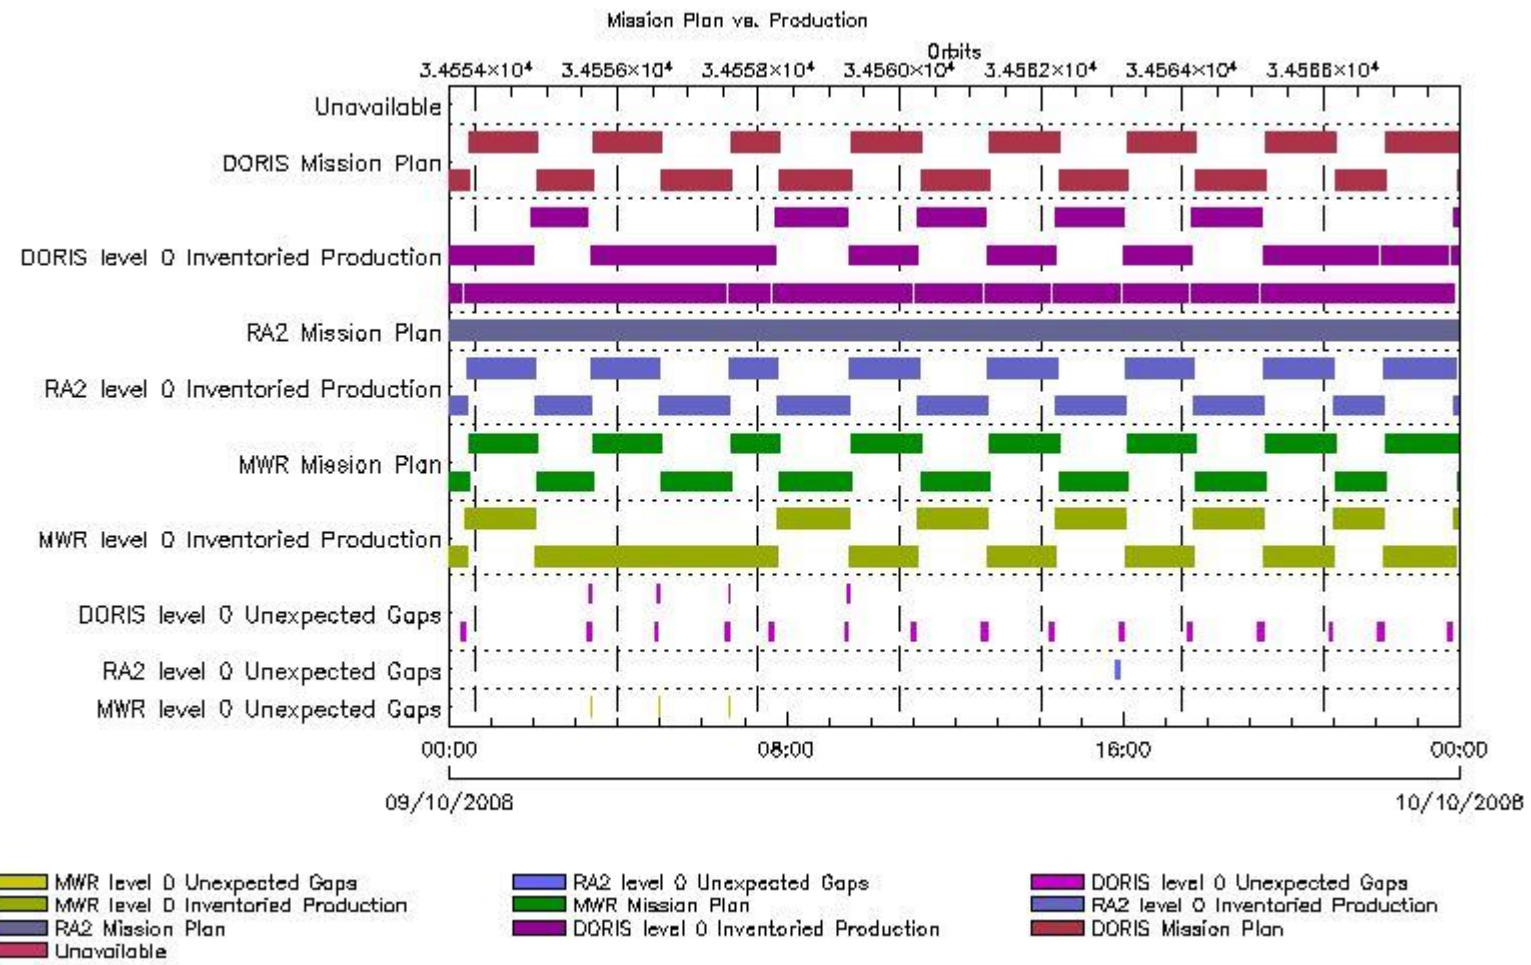 Mission Plan vs. Production
Orbits
3.4554×10⁴ 3.4556×10⁴ 3.4558×10⁴ 3.4560×10⁴ 3.4562×10⁴ 3.4564×10⁴ 3.4566×10⁴
Unavailable
DORIS Mission Plan
DORIS level 0 Inventoried Production
RA2 Mission Plan
RA2 level 0 Inventoried Production
MWR Mission Plan
MWR level 0 Inventoried Production
DORIS level 0 Unexpected Gaps
RA2 level 0 Unexpected Gaps
MWR level 0 Unexpected Gaps
00:00 08:00 16:00 00:00
09/10/2008 10/10/2008
MWR level 0 Unexpected Gaps RA2 level 0 Unexpected Gaps DORIS level 0 Unexpected Gaps
MWR level 0 Inventoried Production MWR Mission Plan RA2 level 0 Inventoried Production
RA2 Mission Plan DORIS level 0 Inventoried Production DORIS Mission Plan
Unavailable